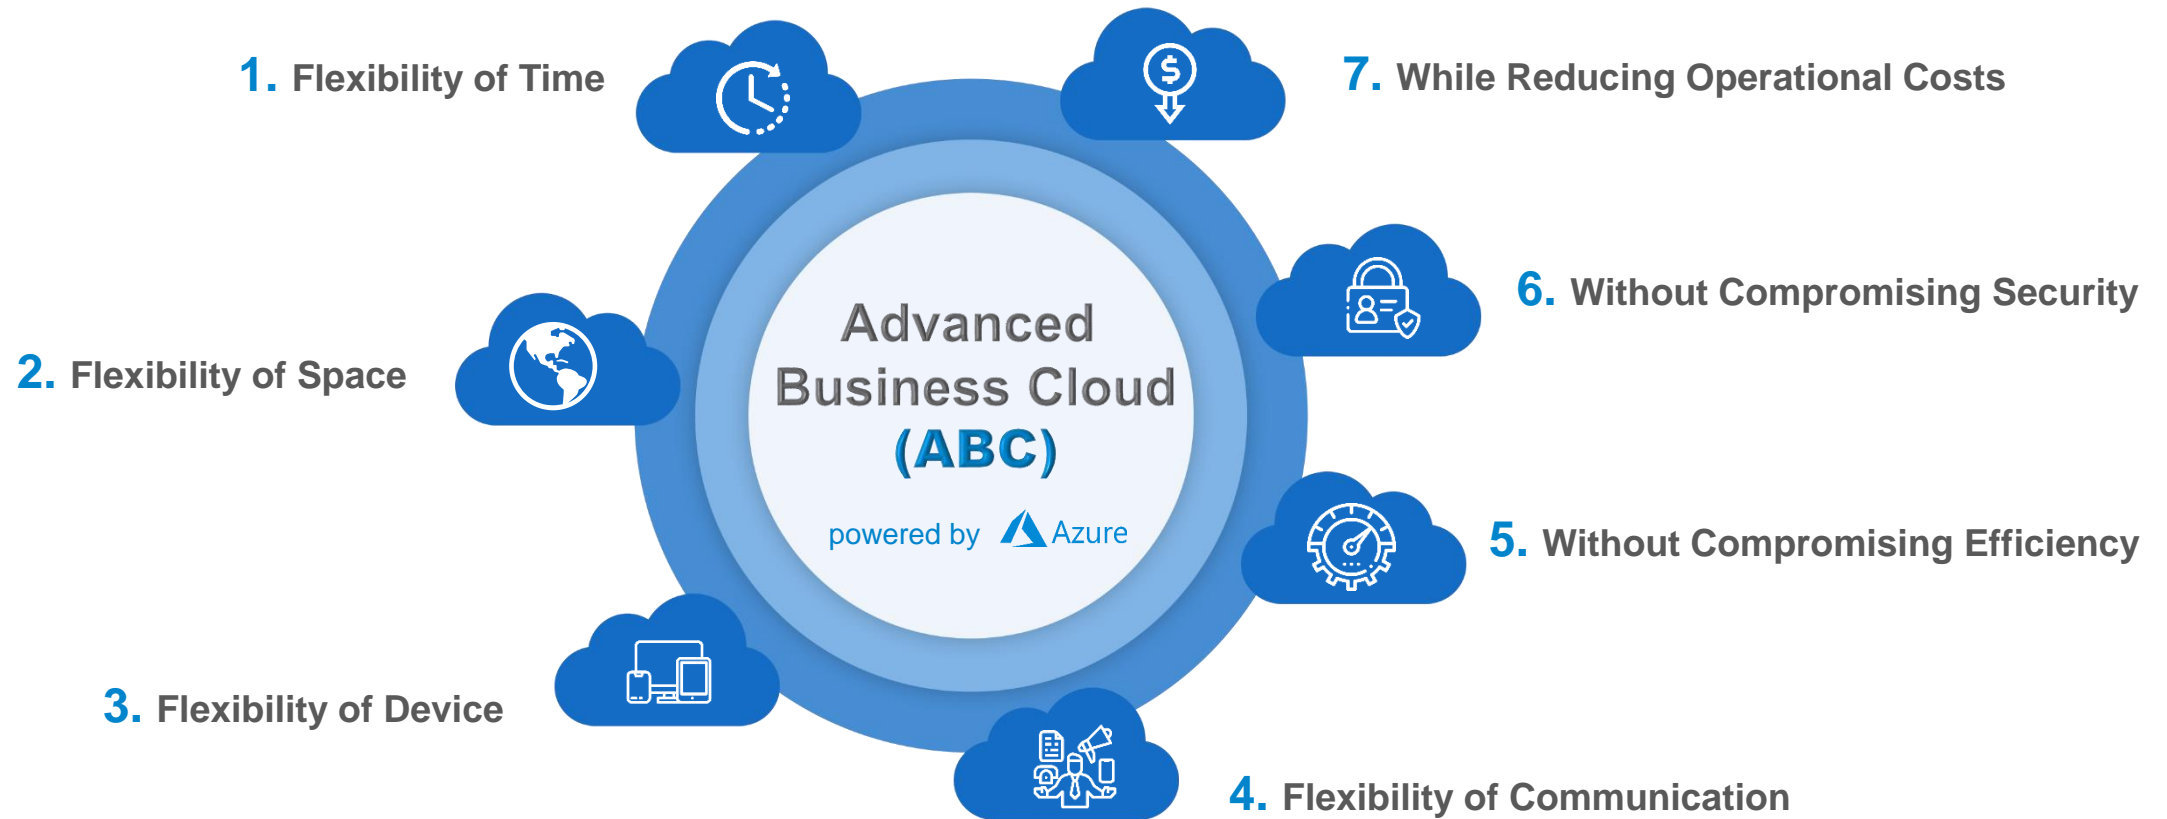 1. Flexibility of Time
2. Flexibility of Space
3. Flexibility of Device
4. Flexibility of Communication
5. Without Compromising Efficiency
6. Without Compromising Security
7. While Reducing Operational Costs
Advanced
Business Cloud
(ABC)
powered by Azure